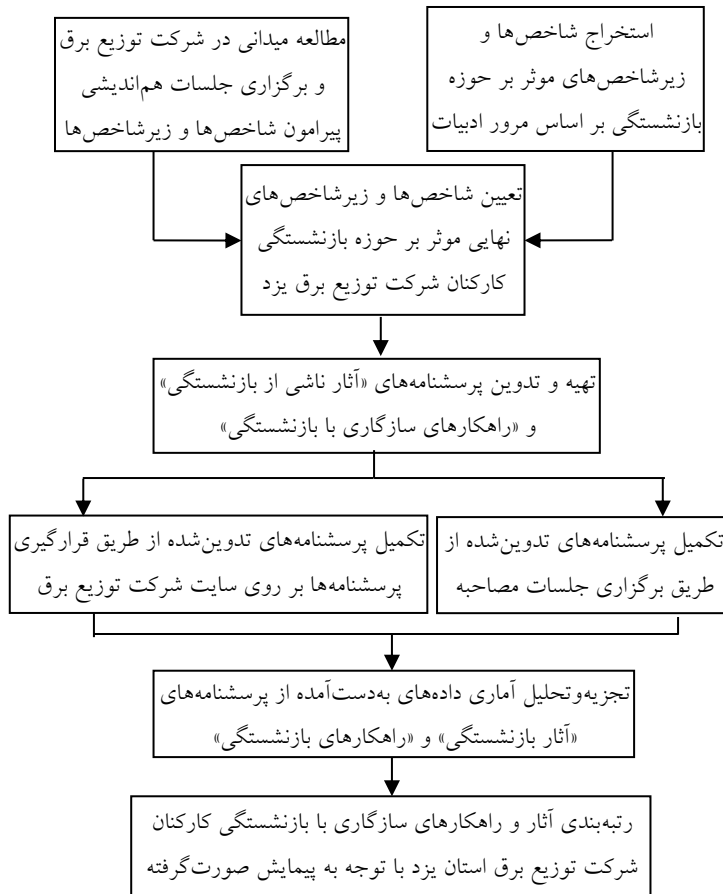 استخراج شاخص‌ها و
زیرشاخص‌های موثر بر حوزه
بازنشستگی بر اساس مرور ادبیات
مطالعه میدانی در شرکت توزیع برق
و برگزاری جلسات هم‌اندیشی
پیرامون شاخص‌ها و زیرشاخص‌ها
تعیین شاخص‌ها و زیرشاخص‌های
نهایی موثر بر حوزه بازنشستگی
کارکنان شرکت توزیع برق یزد
تهیه و تدوین پرسشنامه‌های «آثار ناشی از بازنشستگی»
و «راهکارهای سازگاری با بازنشستگی»
تکمیل پرسشنامه‌های تدوین‌شده از
طریق برگزاری جلسات مصاحبه
تکمیل پرسشنامه‌های تدوین‌شده از طریق قرارگیری
پرسشنامه‌ها بر روی سایت شرکت توزیع برق
تجزیه‌وتحلیل آماری داده‌های به‌دست‌آمده از پرسشنامه‌های
«آثار بازنشستگی» و «راهکارهای بازنشستگی»
رتبه‌بندی آثار و راهکارهای سازگاری با بازنشستگی کارکنان
شرکت توزیع برق استان یزد با توجه به پیمایش صورت‌گرفته